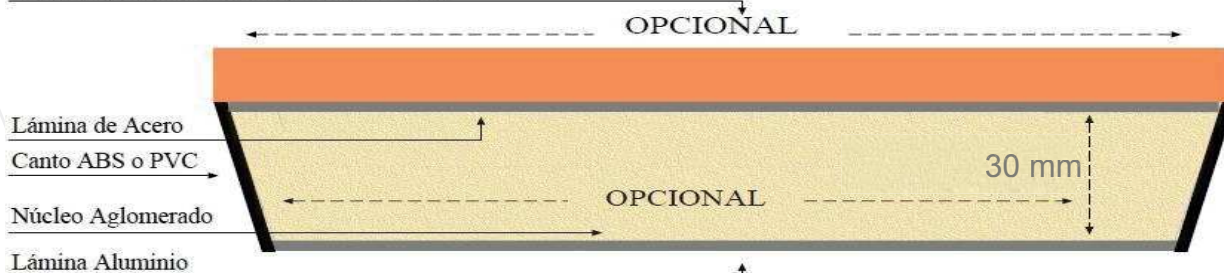 OPCIONAL
Lámina de Acero
Canto ABS o PVC
30 mm
OPCIONAL
Núcleo Aglomerado
Lámina Aluminio